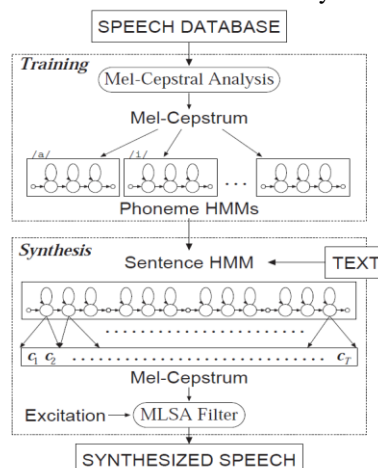 SPEECH DATABASE
Training
Mel-Cepstral Analysis
Mel-Cepstrum
/a/ /i/
...
Phoneme HMMs
Synthesis
Sentence HMM
TEXT
c1 c2 cT
Mel-Cepstrum
Excitation
MLSA Filter
SYNTHESIZED SPEECH